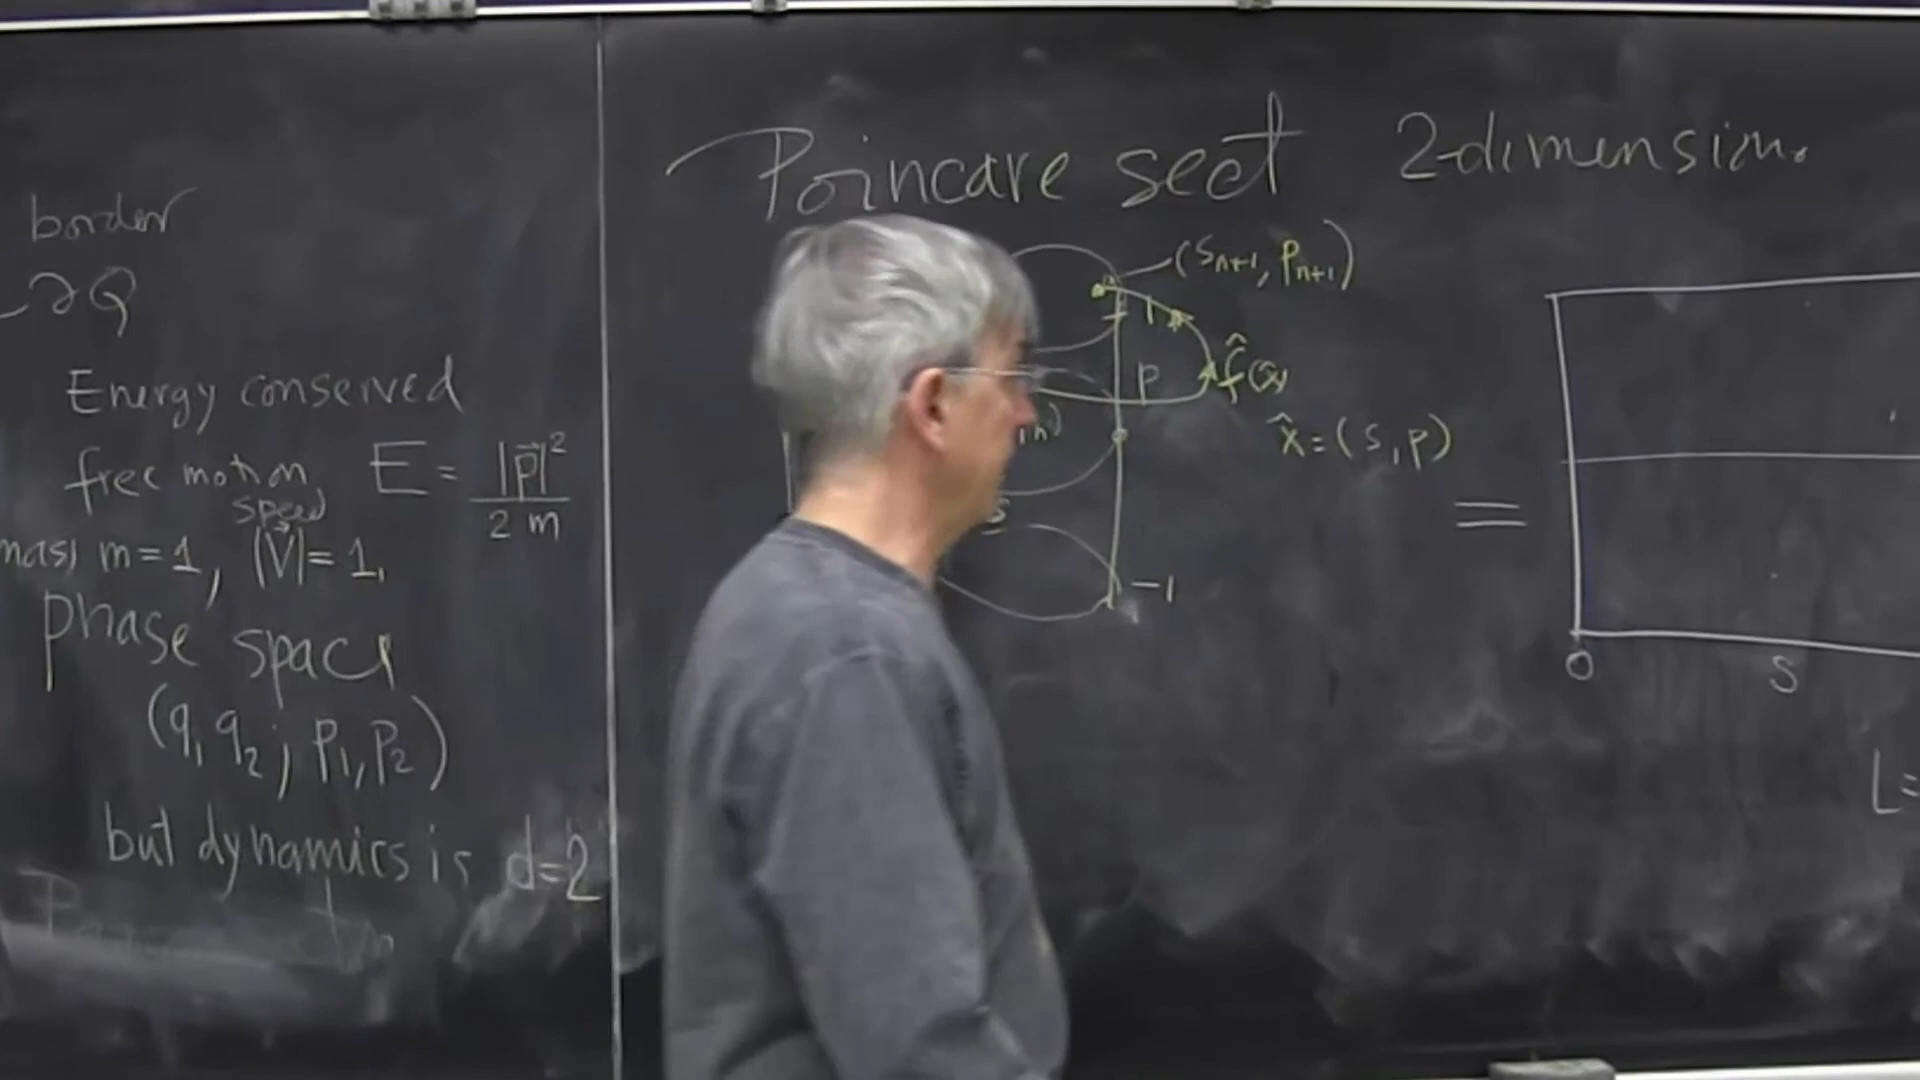 border
∂Q
Energy conserved
free motion E = |p⃗|² / 2m
speed
mass m = 1, |v⃗| = 1,
phase space
(q₁ q₂; p₁, p₂)
but dynamics is d=2
Poincare sect 2-dimension.
(Sₙ₊₁, Pₙ₊₁)
1
P f̂(x̂)
x̂ = (s, p)
s
-1
=
0 S
L=